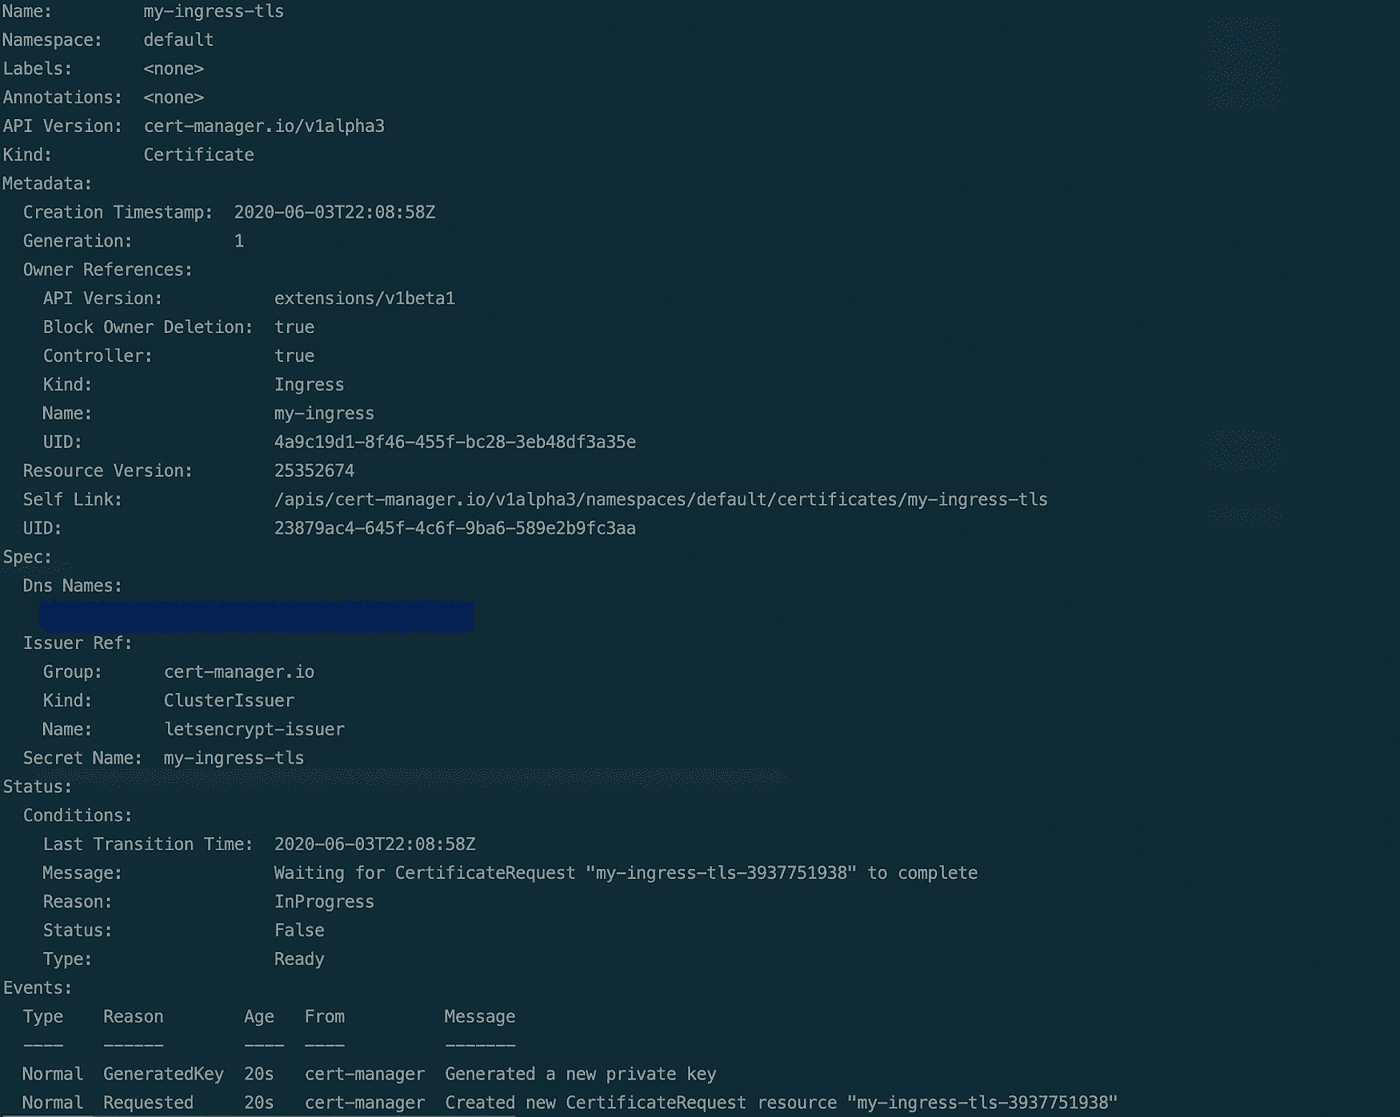 Name:         my-ingress-tls
Namespace:    default
Labels:       <none>
Annotations:  <none>
API Version:  cert-manager.io/v1alpha3
Kind:         Certificate
Metadata:
  Creation Timestamp:  2020-06-03T22:08:58Z
  Generation:          1
  Owner References:
    API Version:           extensions/v1beta1
    Block Owner Deletion:  true
    Controller:            true
    Kind:                  Ingress
    Name:                  my-ingress
    UID:                   4a9c19d1-8f46-455f-bc28-3eb48df3a35e
  Resource Version:        25352674
  Self Link:               /apis/cert-manager.io/v1alpha3/namespaces/default/certificates/my-ingress-tls
  UID:                     23879ac4-645f-4c6f-9ba6-589e2b9fc3aa
Spec:
  Dns Names:
  Issuer Ref:
    Group:      cert-manager.io
    Kind:       ClusterIssuer
    Name:       letsencrypt-issuer
  Secret Name:  my-ingress-tls
Status:
  Conditions:
    Last Transition Time:  2020-06-03T22:08:58Z
    Message:               Waiting for CertificateRequest "my-ingress-tls-3937751938" to complete
    Reason:                InProgress
    Status:                False
    Type:                  Ready
Events:
  Type    Reason        Age   From          Message
  ----    ------        ----  ----          -------
  Normal  GeneratedKey  20s   cert-manager  Generated a new private key
  Normal  Requested     20s   cert-manager  Created new CertificateRequest resource "my-ingress-tls-3937751938"